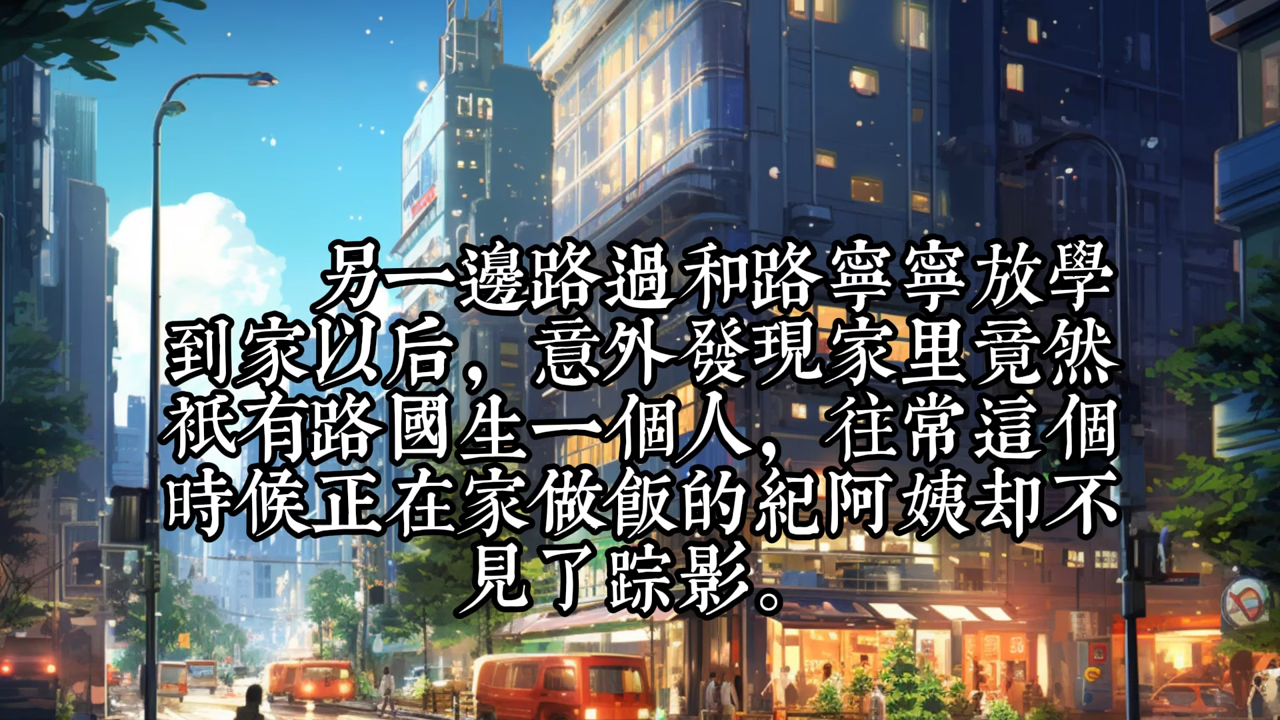 另一邊路過和路寧寧放學
到家以后，意外發現家里竟然
衹有路國生一個人，往常這個
時候正在家做飯的紀阿姨却不
見了踪影。